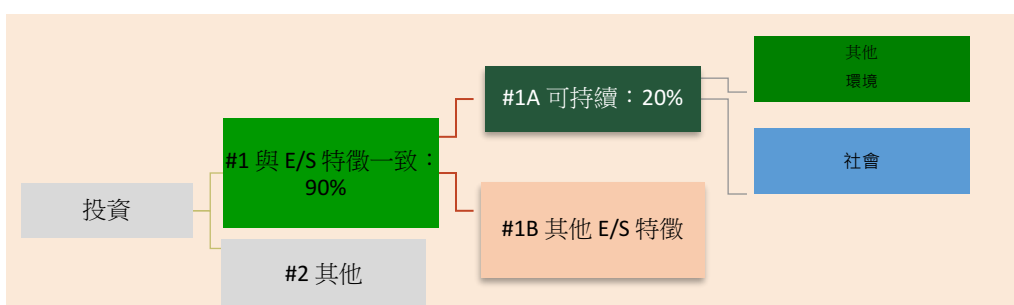 投資
#1 與 E/S 特徵一致：
90%
#2 其他
#1A 可持續：20%
#1B 其他 E/S 特徵
其他
環境
社會